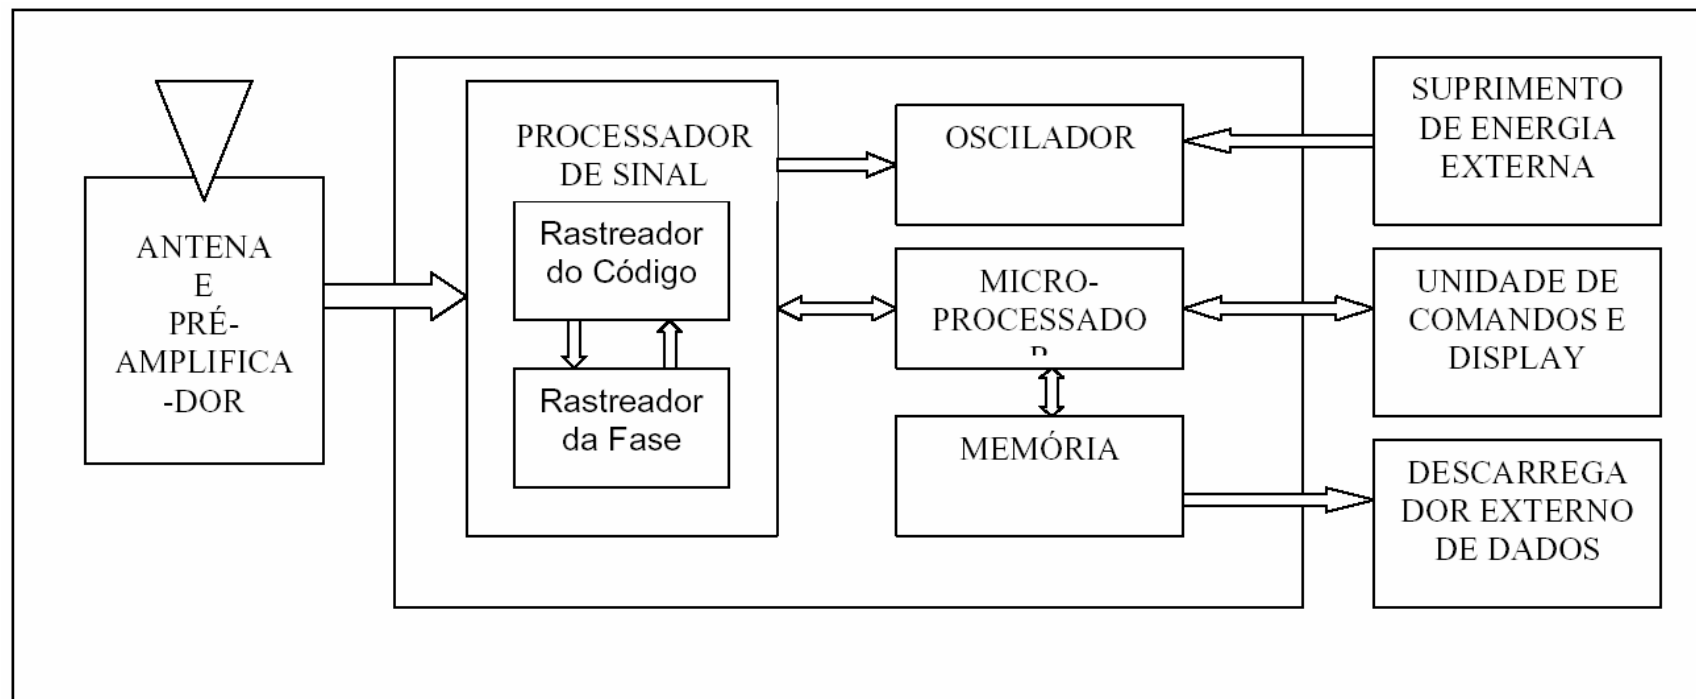 ANTENA
E
PRÉ-
AMPLIFICA
-DOR
PROCESSADOR
DE SINAL
Rastreador
do Código
Rastreador
da Fase
OSCILADOR
MICRO-
PROCESSADO
R
MEMÓRIA
SUPRIMENTO
DE ENERGIA
EXTERNA
UNIDADE DE
COMANDOS E
DISPLAY
DESCARREGA
DOR EXTERNO
DE DADOS